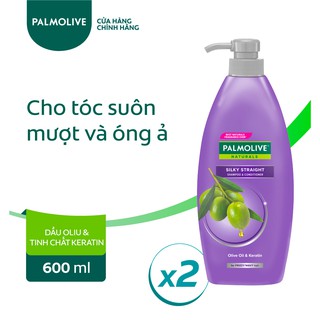 PALMOLIVE
CỬA HÀNG
CHÍNH HÃNG
Cho tóc suôn
mượt và óng ả
DẦU OLIU &
TINH CHẤT KERATIN
600 ml
x2
PALMOLIVE
NATURALS
SILKY STRAIGHT
SHAMPOO & CONDITIONER
Olive Oil & Keratin